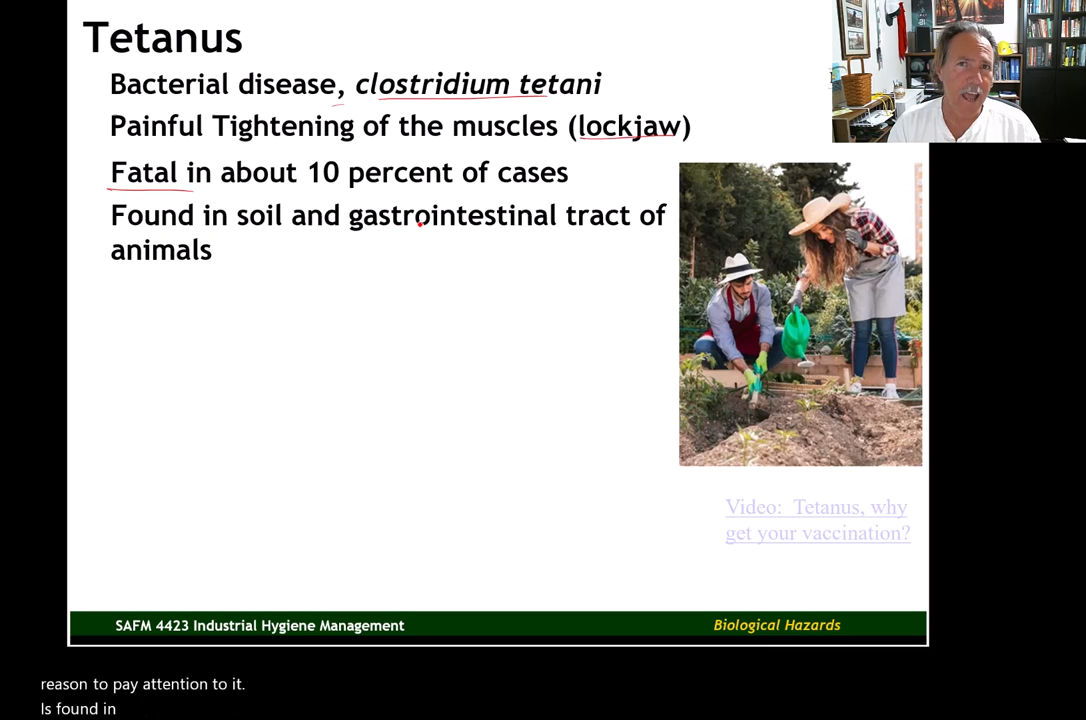 Tetanus
Bacterial disease, clostridium tetani
Painful Tightening of the muscles (lockjaw)
Fatal in about 10 percent of cases
Found in soil and gastrointestinal tract of
animals
Video:  Tetanus, why
get your vaccination?
SAFM 4423 Industrial Hygiene Management
Biological Hazards
reason to pay attention to it.
Is found in